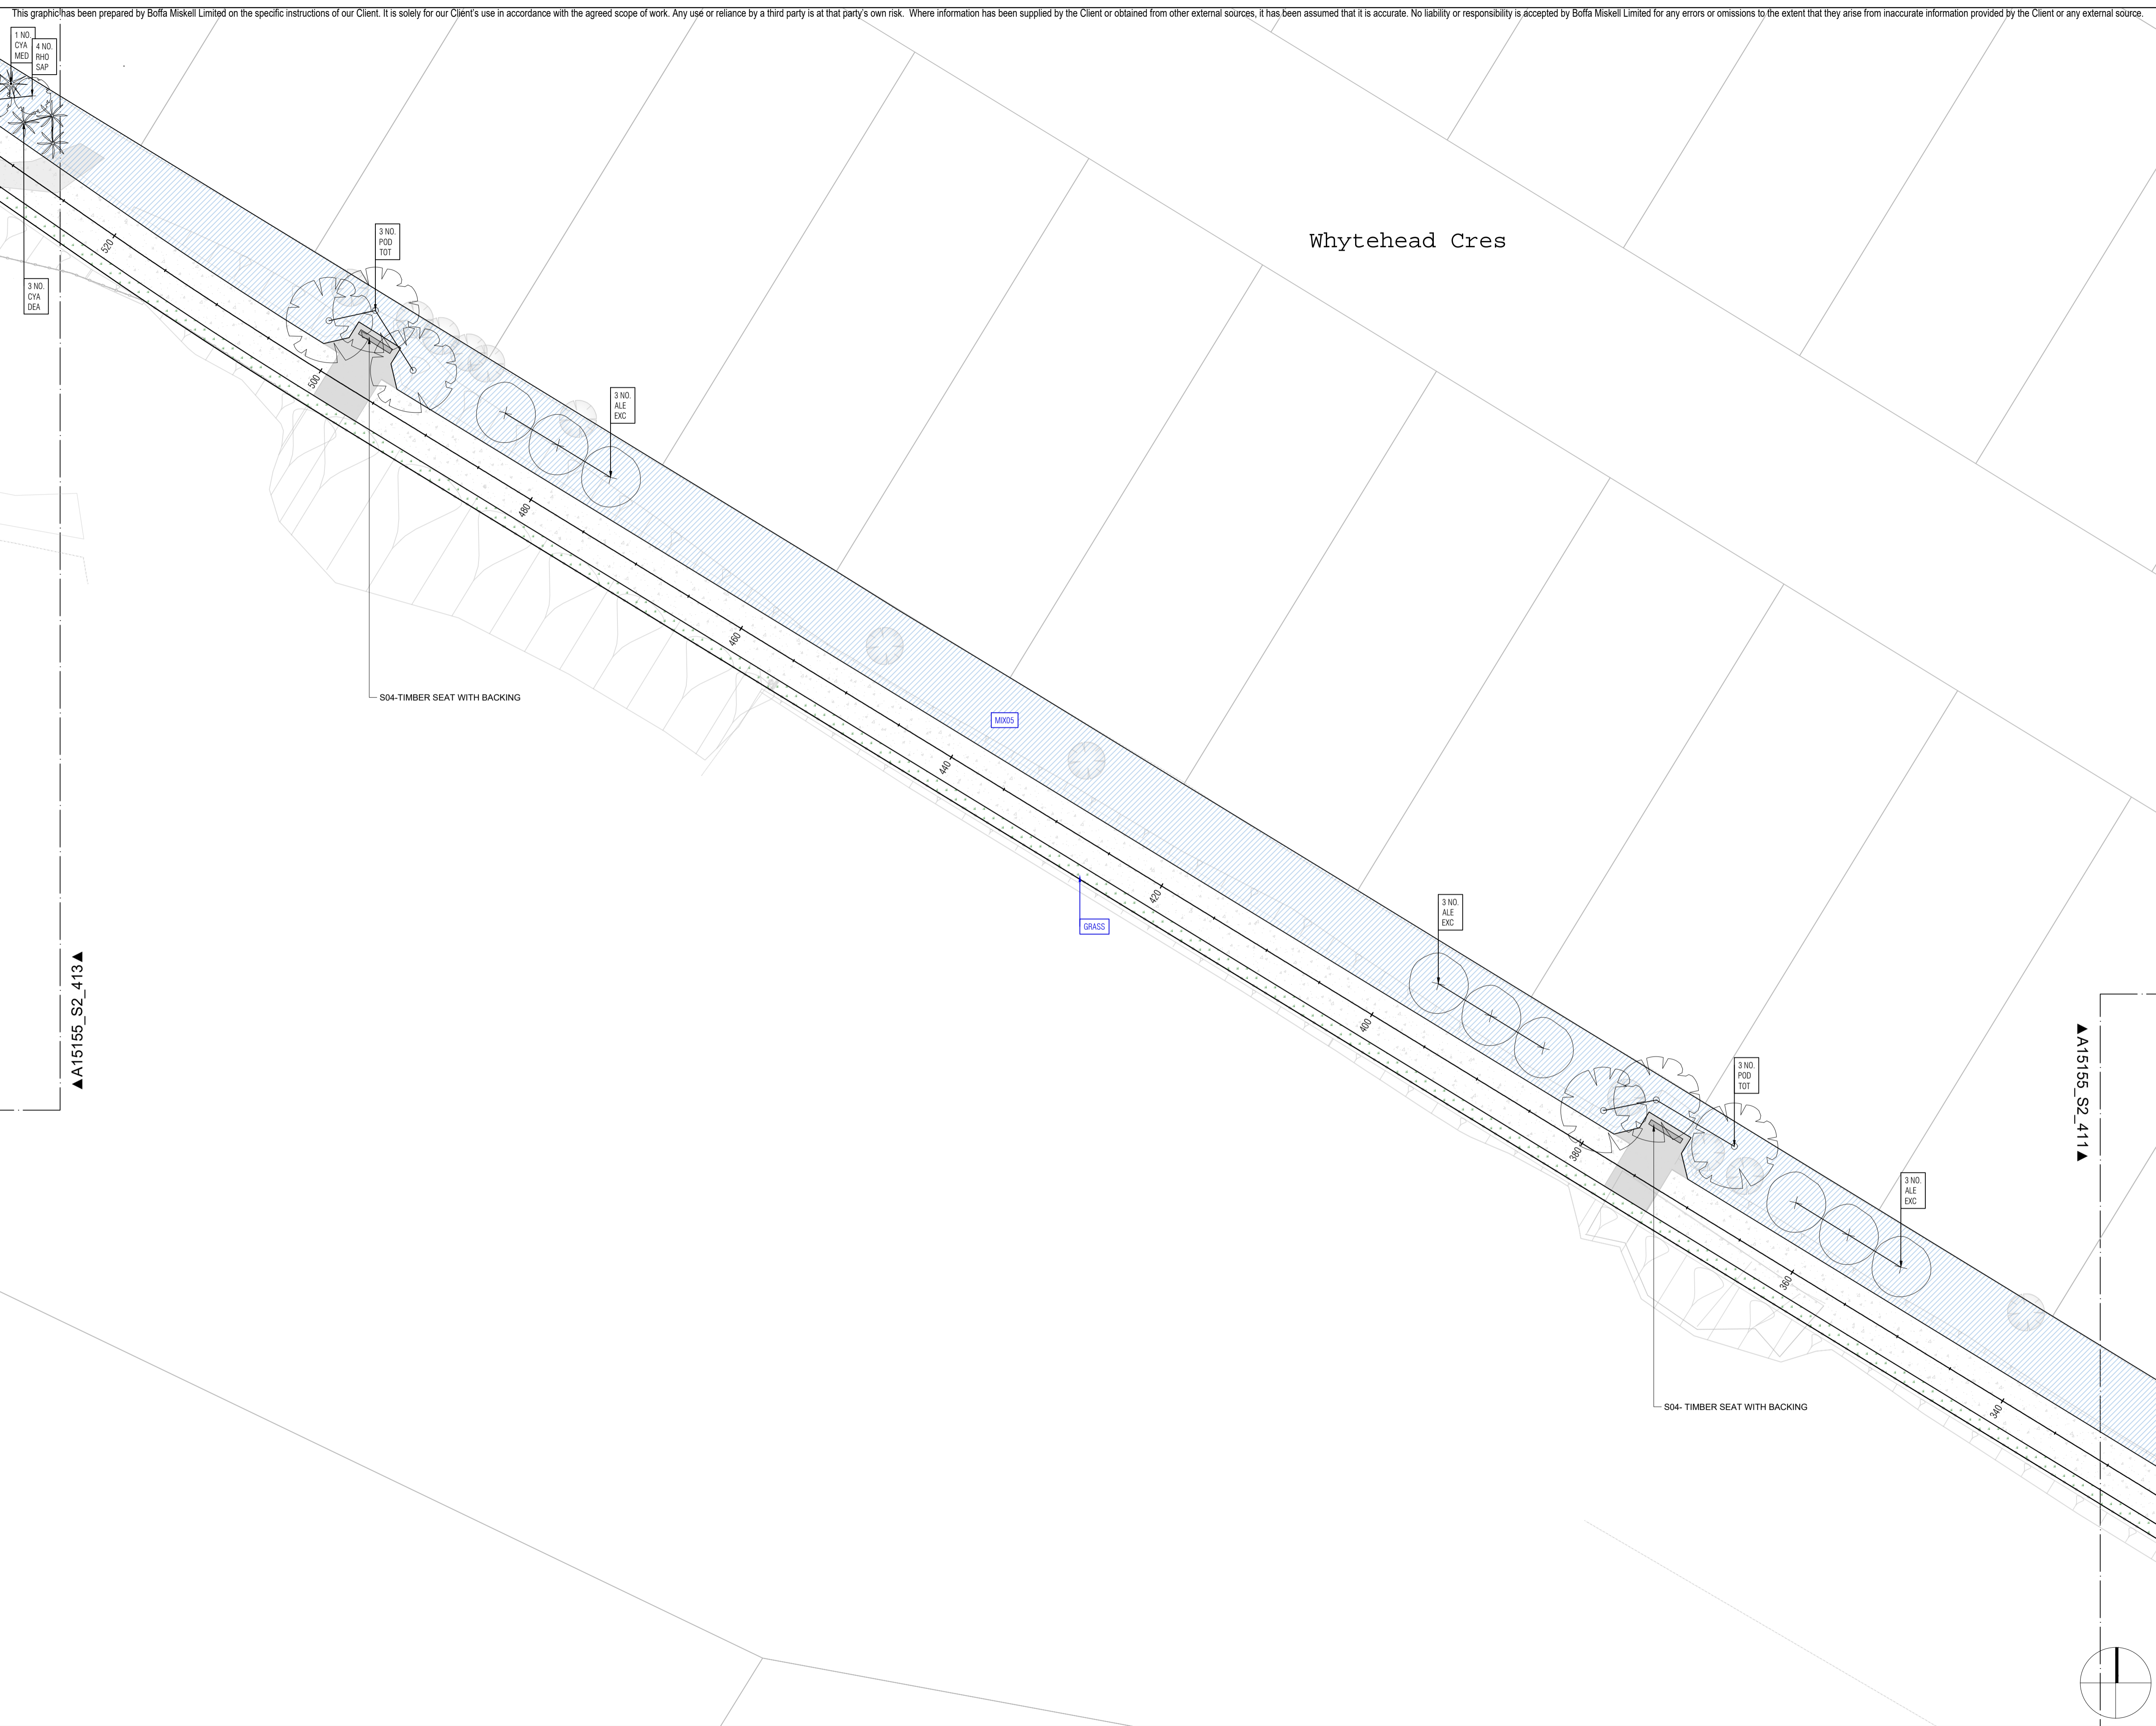 This graphic has been prepared by Boffa Miskell Limited on the specific instructions of our Client. It is solely for our Client's use in accordance with the agreed scope of work. Any use or reliance by a third party is at that party's own risk.  Where information has been supplied by the Client or obtained from other external sources, it has been assumed that it is accurate. No liability or responsibility is accepted by Boffa Miskell Limited for any errors or omissions to the extent that they arise from inaccurate information provided by the Client or any external source.
1 NO.
CYA
MED
4 NO.
RHO
SAP
3 NO.
POD
TOT
Whytehead Cres
520
3 NO.
CYA
DEA
500
3 NO.
ALE
EXC
480
460
S04-TIMBER SEAT WITH BACKING
MIX05
440
420
3 NO.
ALE
EXC
GRASS
▲A15155_S2_413▲
400
3 NO.
POD
TOT
▲A15155_S2_411▲
380
3 NO.
ALE
EXC
360
S04- TIMBER SEAT WITH BACKING
340